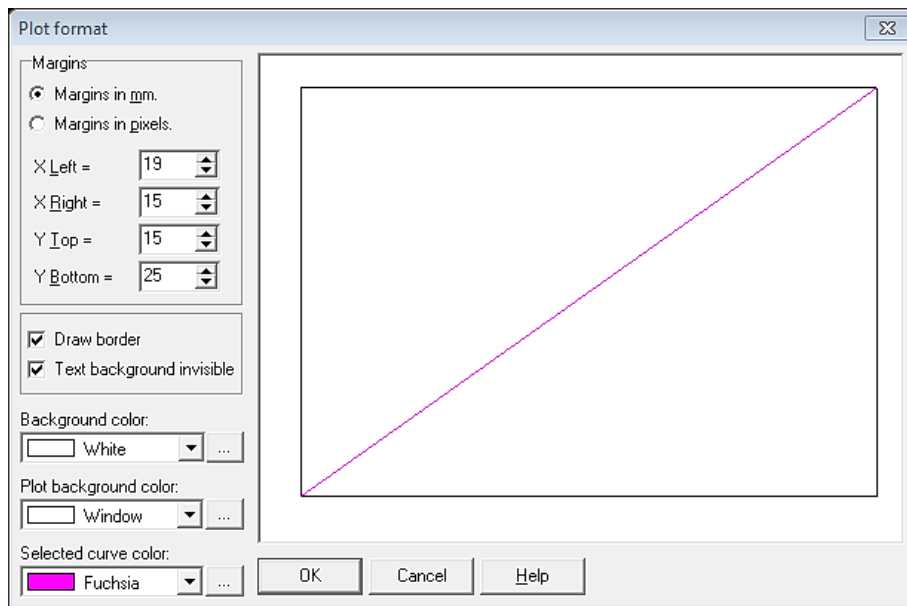 Plot format
Margins
Margins in mm.
Margins in pixels.
X Left = 19
X Right = 15
Y Top = 15
Y Bottom = 25
Draw border
Text background invisible
Background color:
White ...
Plot background color:
Window ...
Selected curve color:
Fuchsia ...
OK Cancel Help